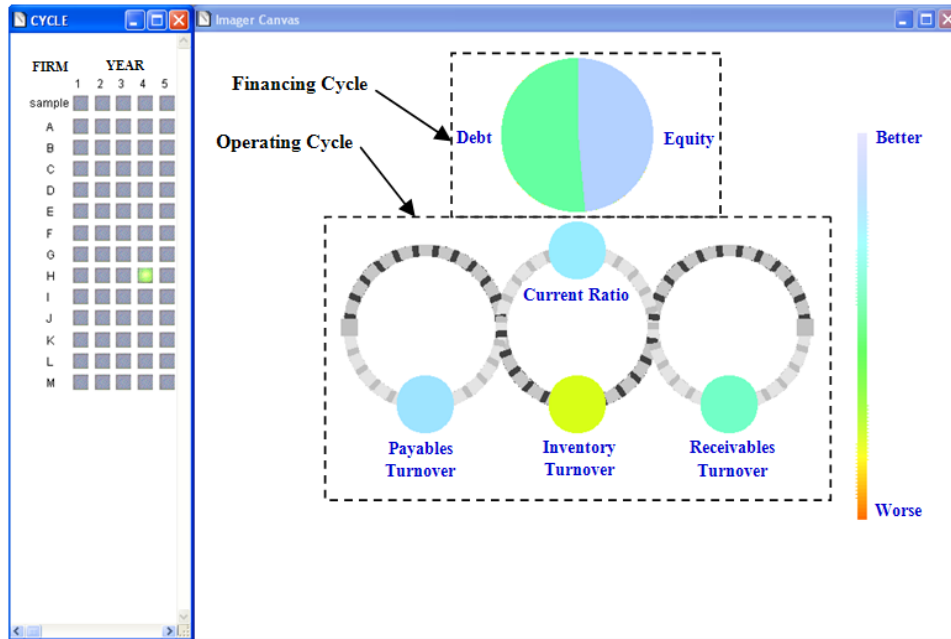 CYCLE
Imager Canvas
FIRM YEAR
1 2 3 4 5
sample
A
B
C
D
E
F
G
H
I
J
K
L
M
Financing Cycle
Operating Cycle
Debt
Equity
Current Ratio
Payables
Turnover
Inventory
Turnover
Receivables
Turnover
Better
Worse